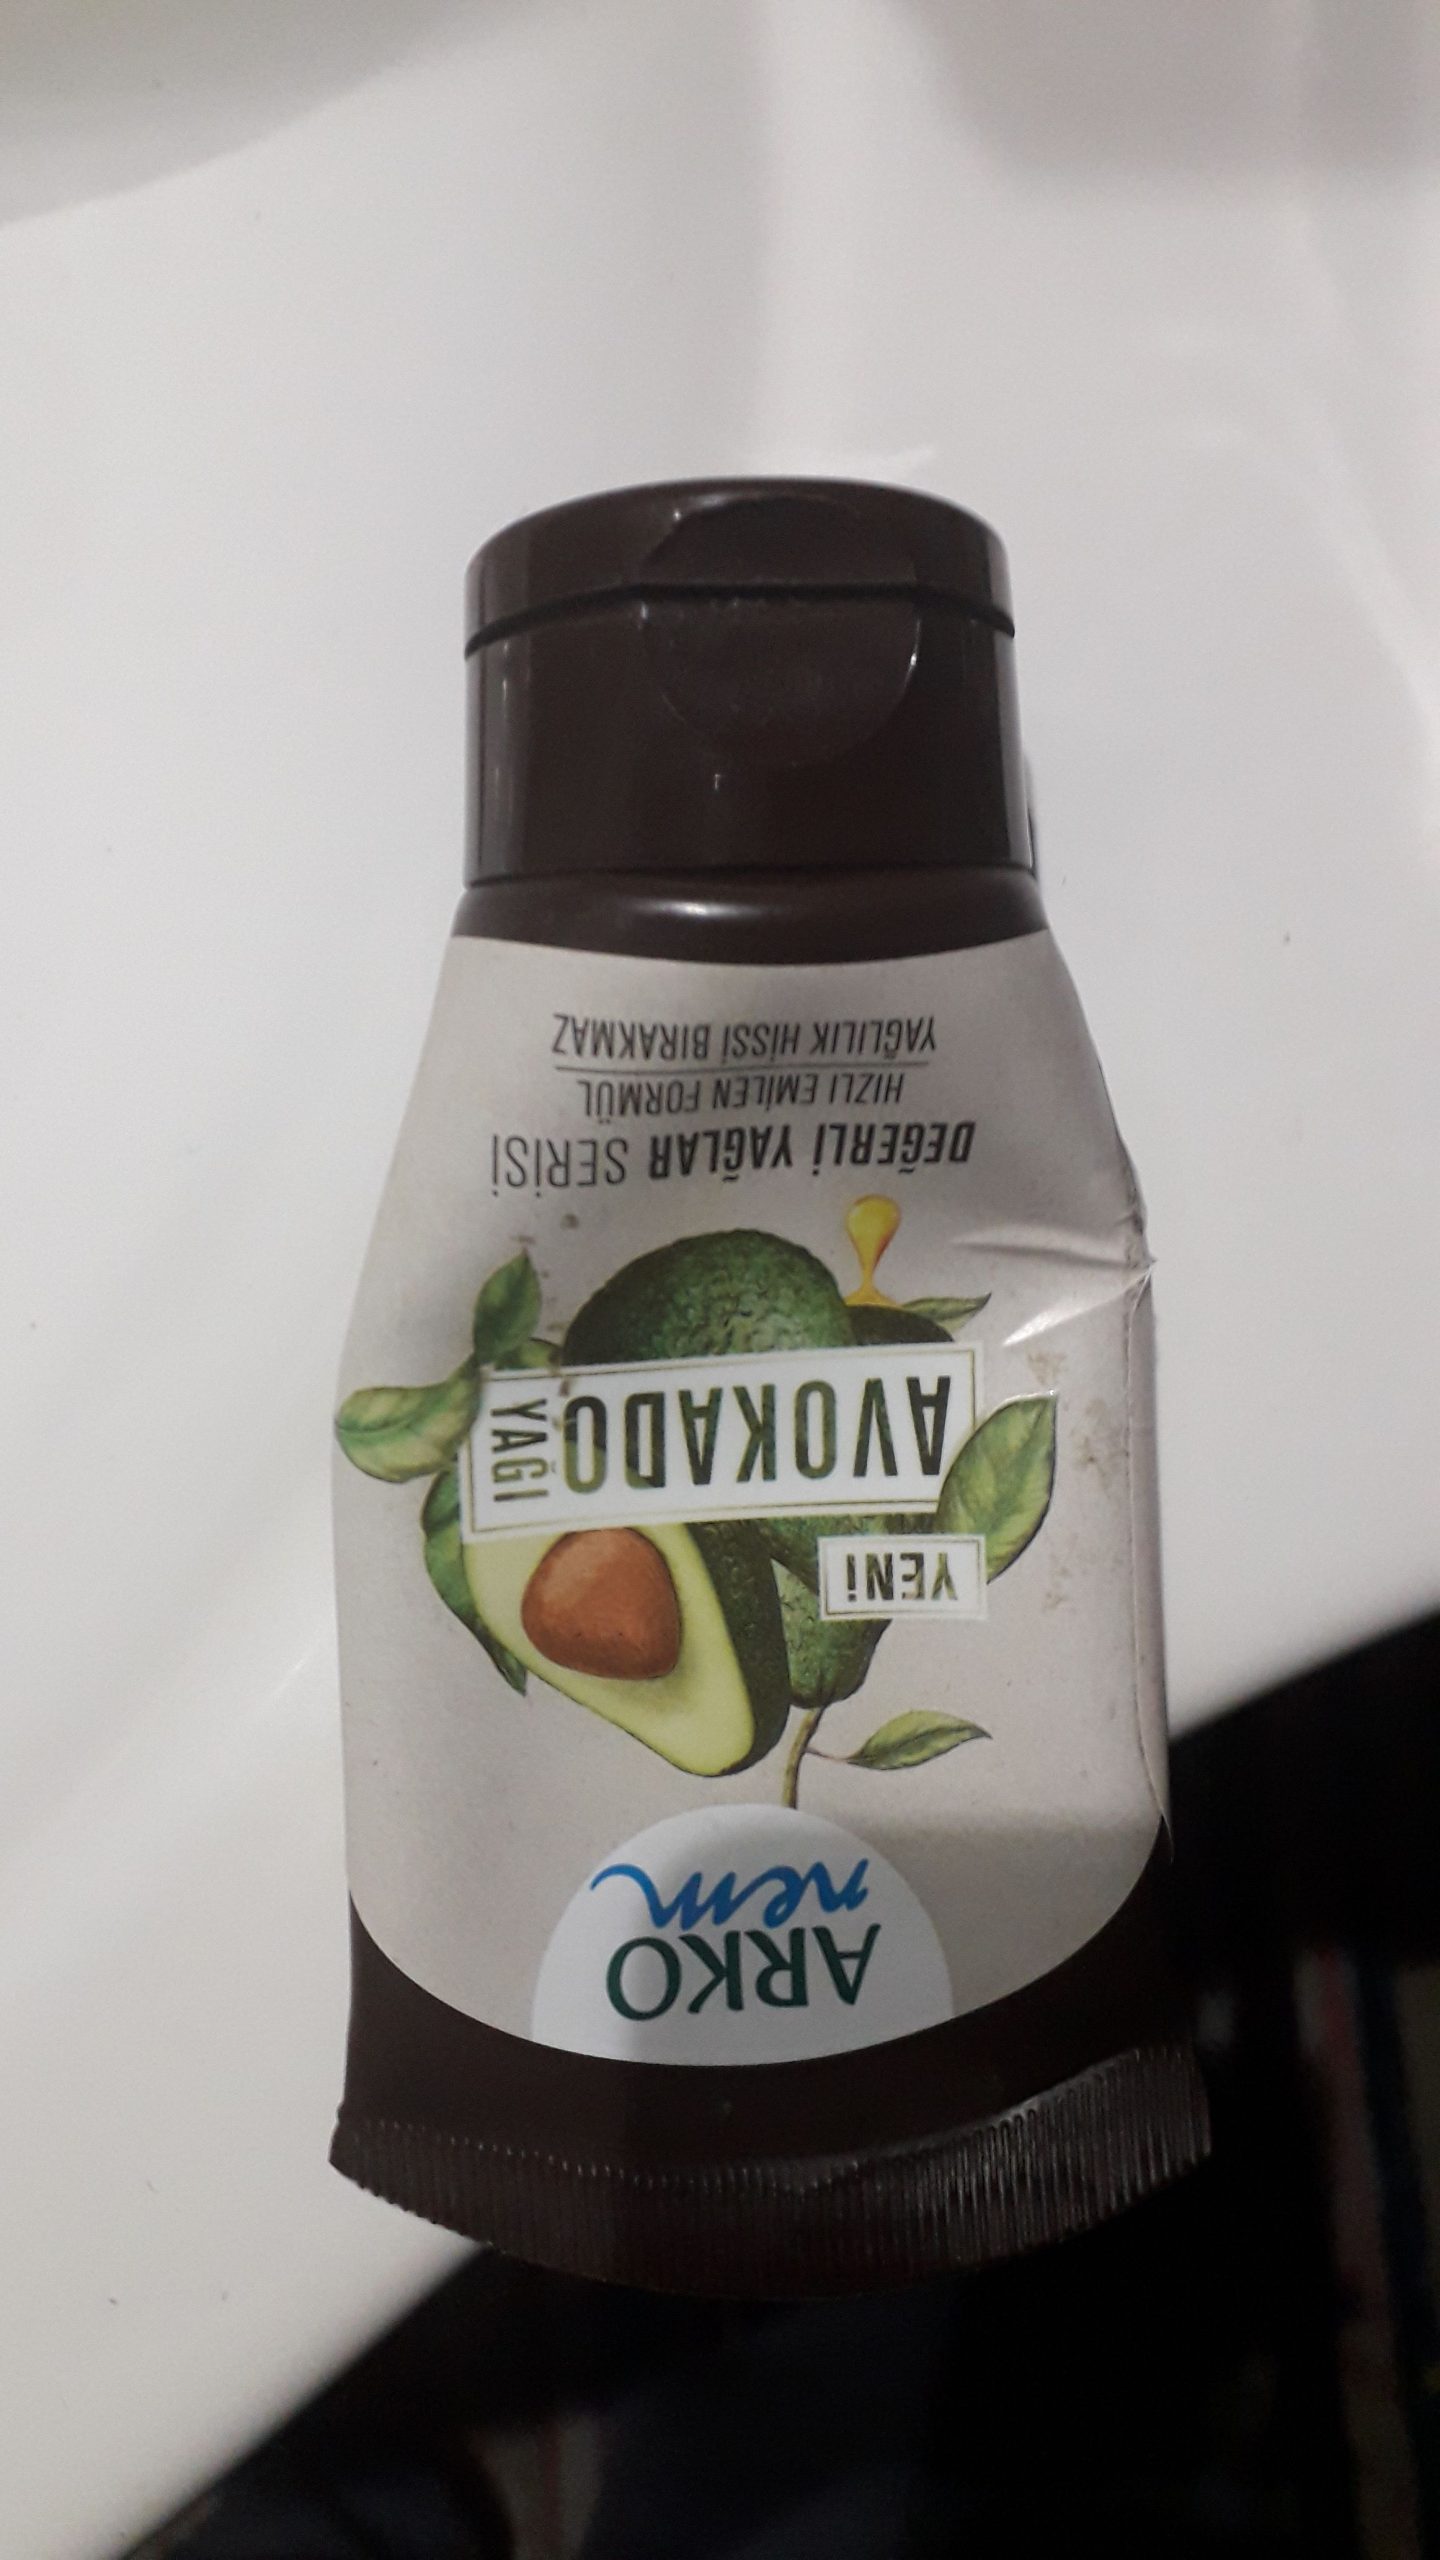 ARKO
nem
YENİ
AVOKADO
YAĞI
DEĞERLİ YAĞLAR SERİSİ
HIZLI EMİLEN FORMÜL
YAĞLILIK HİSSİ BIRAKMAZ